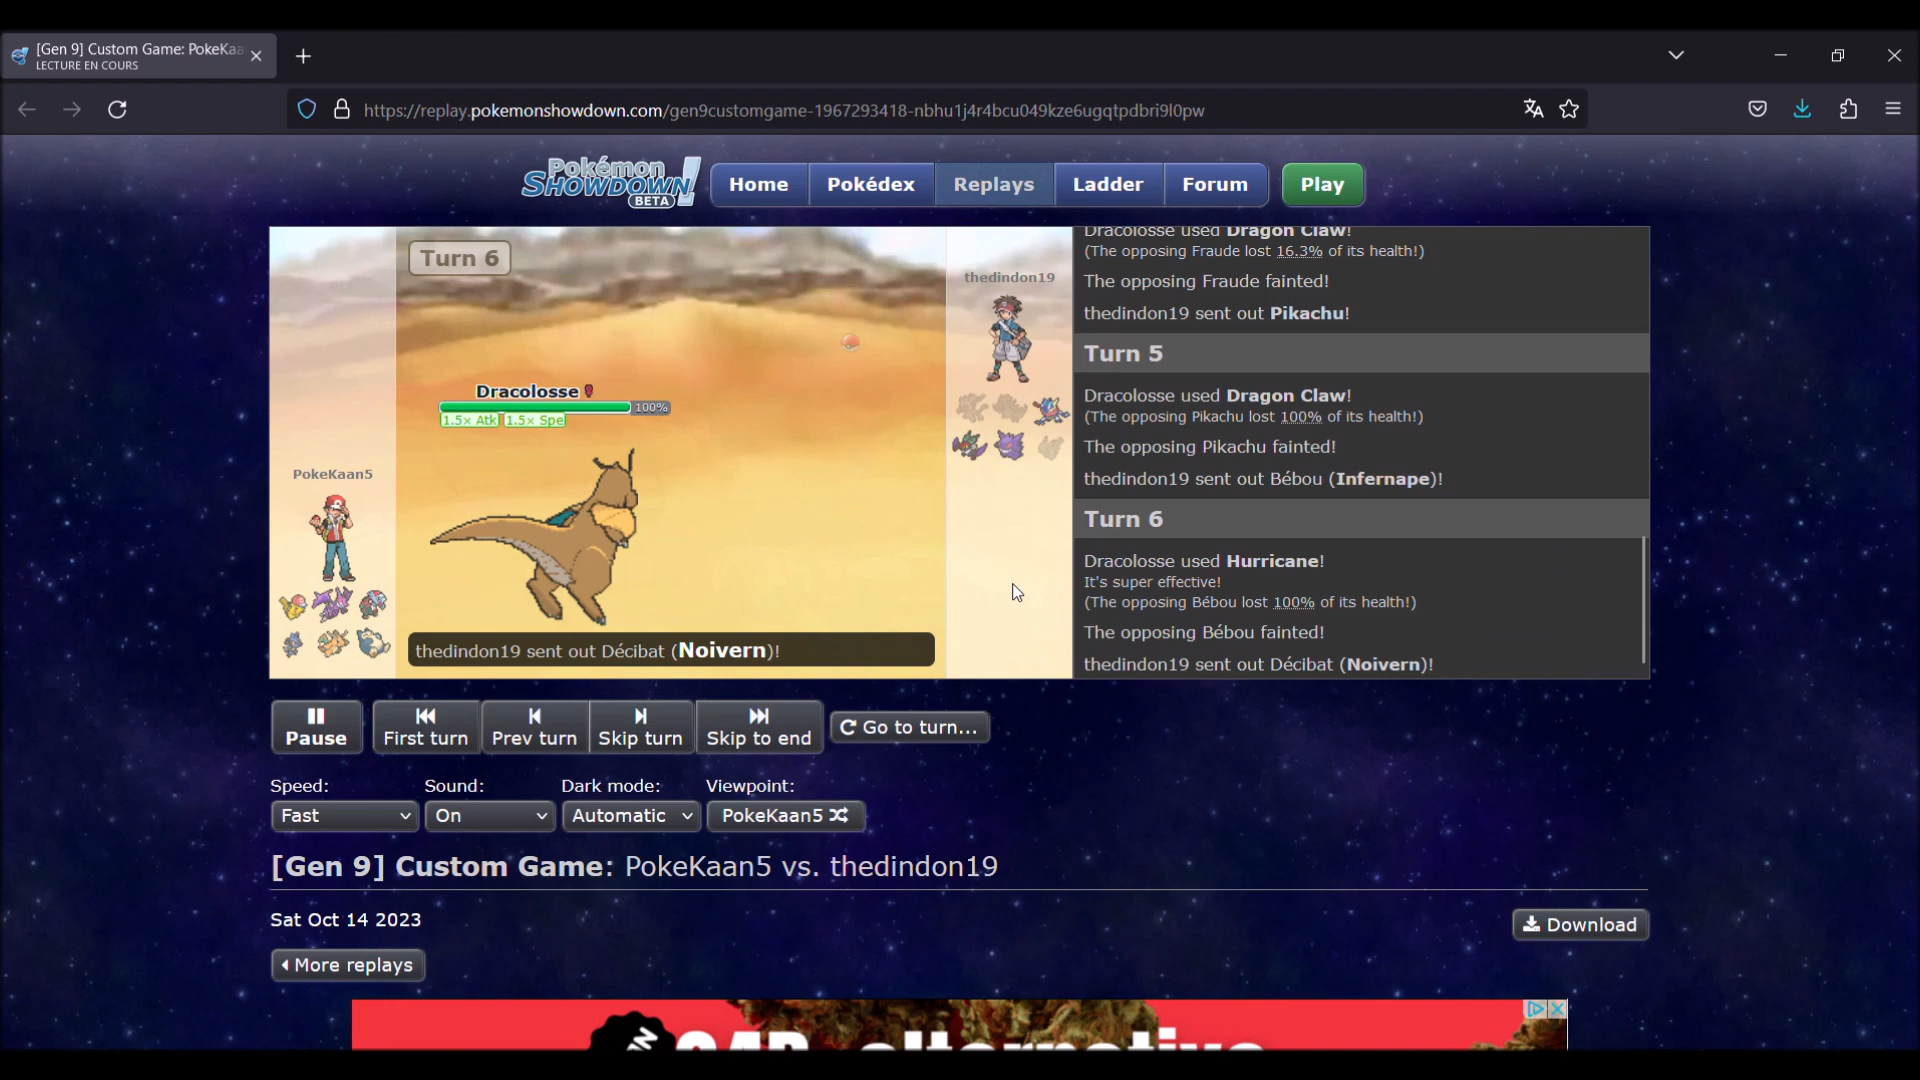 [Gen 9] Custom Game: PokeKaa
LECTURE EN COURS
https://replay.pokemonshowdown.com/gen9customgame-1967293418-nbhu1j4r4bcu049kze6ugqtpdbri9l0pw
Pokémon
SHOWDOWN!
BETA
Home
Pokédex
Replays
Ladder
Forum
Play
Turn 6
thedindon19
Dracolosse
100%
1.5× Atk 1.5× Spe
PokeKaan5
thedindon19 sent out Décibat (Noivern)!
Dracolosse used Dragon Claw!
(The opposing Fraude lost 16.3% of its health!)
The opposing Fraude fainted!
thedindon19 sent out Pikachu!
Turn 5
Dracolosse used Dragon Claw!
(The opposing Pikachu lost 100% of its health!)
The opposing Pikachu fainted!
thedindon19 sent out Bébou (Infernape)!
Turn 6
Dracolosse used Hurricane!
It's super effective!
(The opposing Bébou lost 100% of its health!)
The opposing Bébou fainted!
thedindon19 sent out Décibat (Noivern)!
Pause
First turn
Prev turn
Skip turn
Skip to end
Go to turn...
Speed:
Sound:
Dark mode:
Viewpoint:
Fast
On
Automatic
PokeKaan5
[Gen 9] Custom Game: PokeKaan5 vs. thedindon19
Sat Oct 14 2023
Download
More replays
alternative